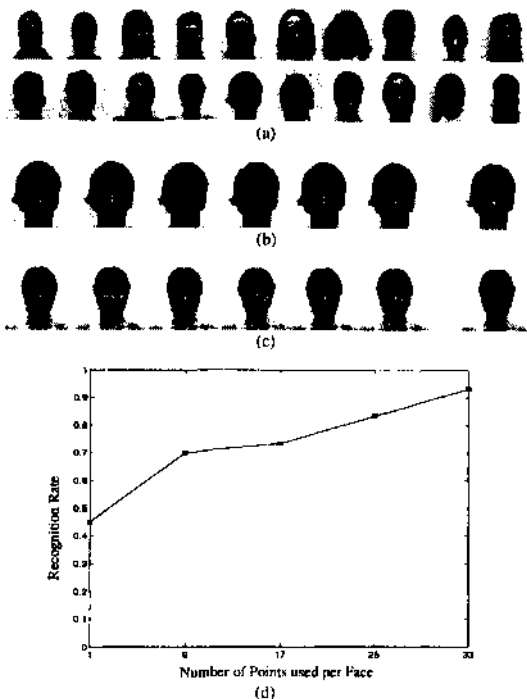 (a)
(b)
(c)
1
0.9
0.8
0.7
0.6
0.5
0.4
0.3
0.2
0.1
0
Recognition Rate
1 9 17 25 33
Number of Points used per Face
(d)